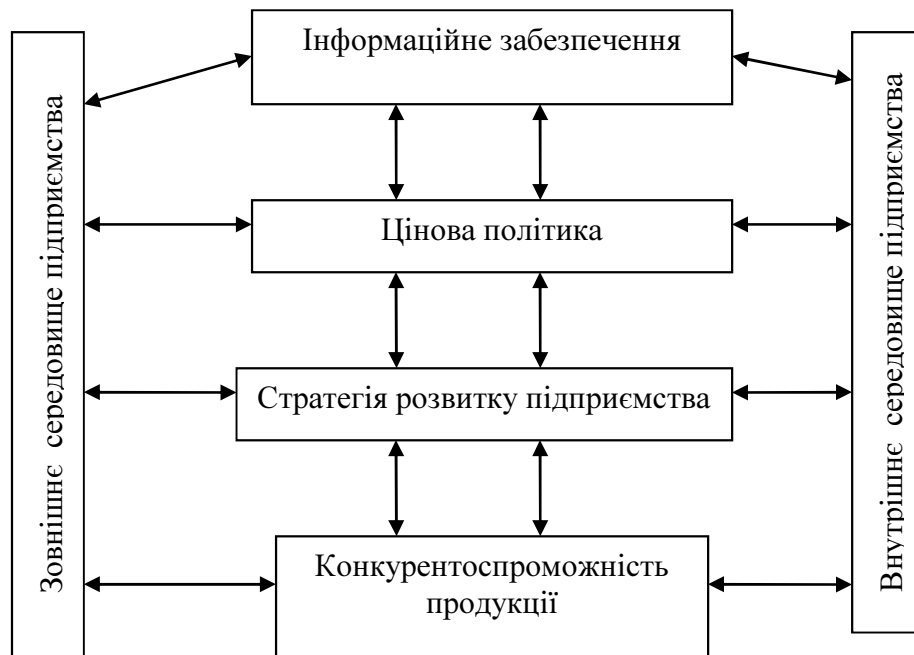 Інформаційне забезпечення
Зовнішнє середовище підприємства
Внутрішнє середовище підприємства
Цінова політика
Стратегія розвитку підприємства
Конкурентоспроможність
продукції